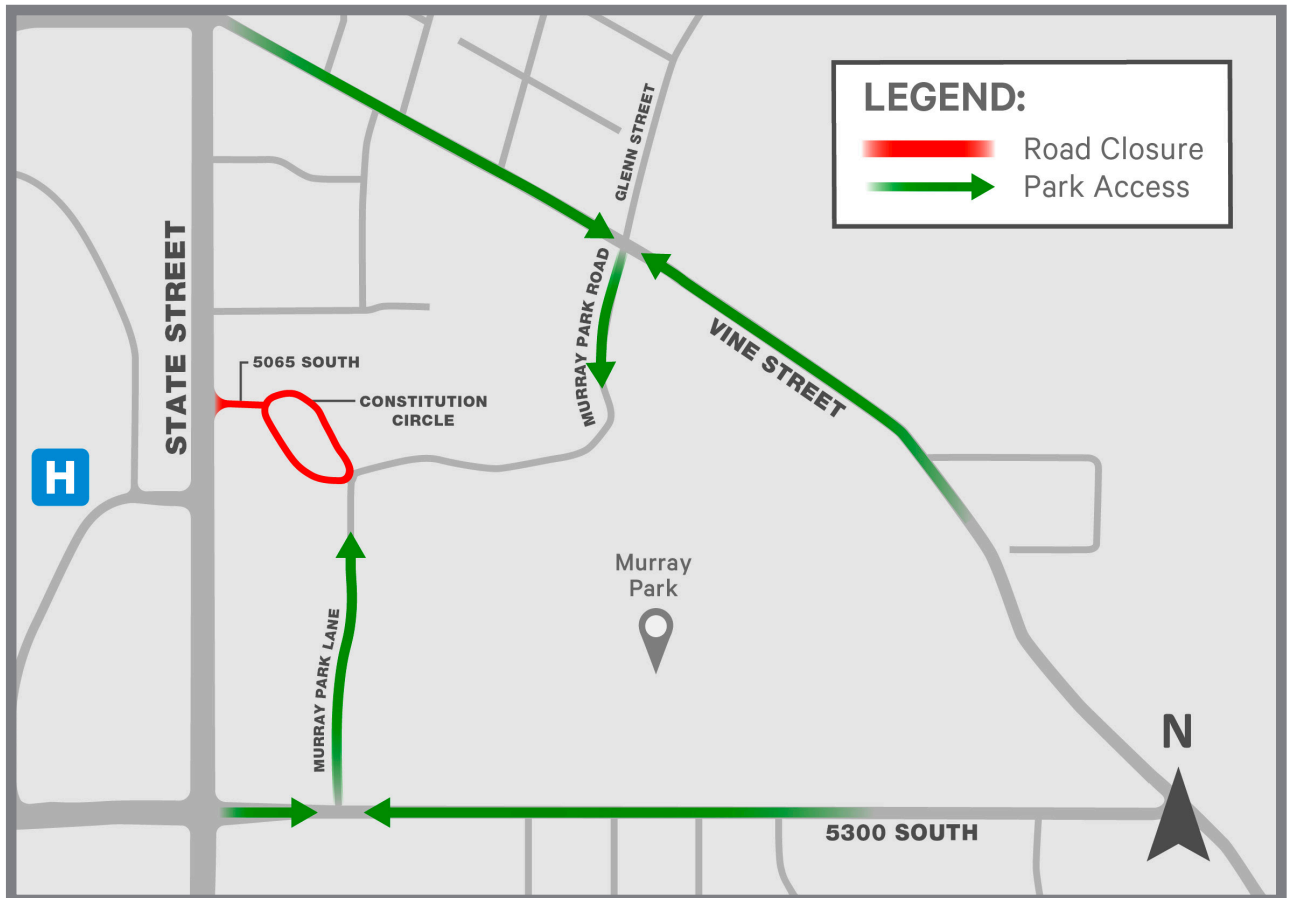 LEGEND:
Road Closure
Park Access
GLENN STREET
STATE STREET
MURRAY PARK ROAD
VINE STREET
5065 SOUTH
CONSTITUTION
CIRCLE
H
Murray
Park
MURRAY PARK LANE
N
5300 SOUTH